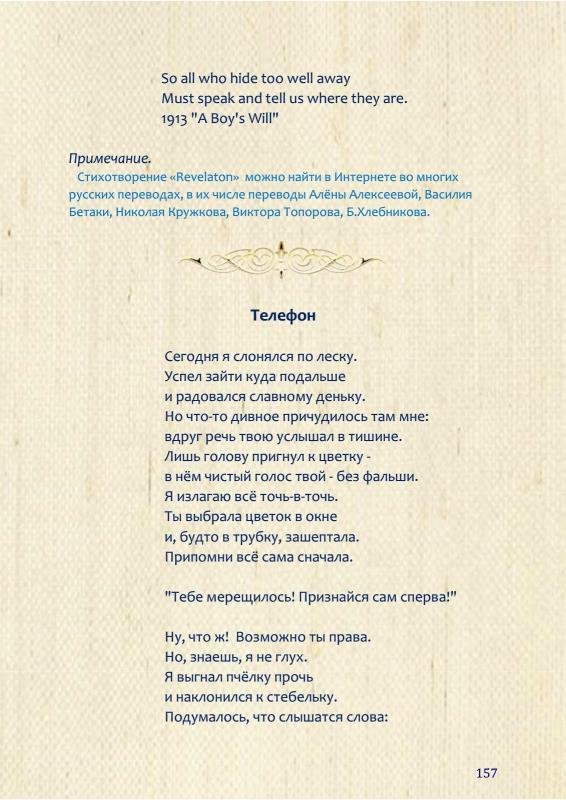 So all who hide too well away
Must speak and tell us where they are.
1913 "A Boy's Will"
Примечание.
Стихотворение «Revelaton» можно найти в Интернете во многих
русских переводах, в их числе переводы Алёны Алексеевой, Василия
Бетаки, Николая Кружкова, Виктора Топорова, Б.Хлебникова.
Телефон
Сегодня я слонялся по леску.
Успел зайти куда подальше
и радовался славному деньку.
Но что-то дивное причудилось там мне:
вдруг речь твою услышал в тишине.
Лишь голову пригнул к цветку -
в нём чистый голос твой - без фальши.
Я излагаю всё точь-в-точь.
Ты выбрала цветок в окне
и, будто в трубку, зашептала.
Припомни всё сама сначала.
"Тебе мерещилось! Признайся сам сперва!"
Ну, что ж! Возможно ты права.
Но, знаешь, я не глух.
Я выгнал пчёлку прочь
и наклонился к стебельку.
Подумалось, что слышатся слова:
157